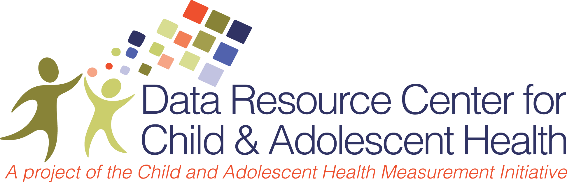 Data Resource Center for
Child & Adolescent Health
A project of the Child and Adolescent Health Measurement Initiative